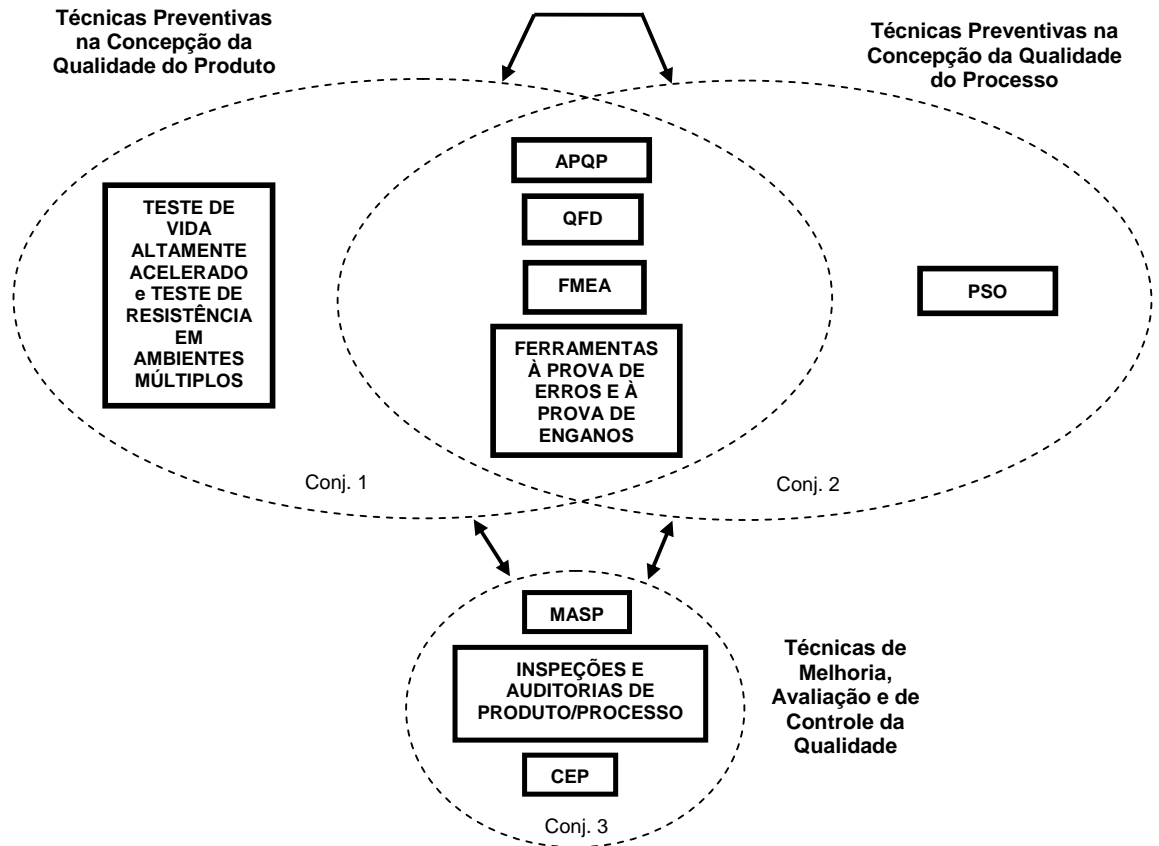 Técnicas Preventivas
na Concepção da
Qualidade do Produto
Técnicas Preventivas na
Concepção da Qualidade
do Processo
APQP
QFD
FMEA
FERRAMENTAS
À PROVA DE
ERROS E À
PROVA DE
ENGANOS
TESTE DE
VIDA
ALTAMENTE
ACELERADO
e TESTE DE
RESISTÊNCIA
EM
AMBIENTES
MÚLTIPLOS
PSO
Conj. 1
Conj. 2
MASP
INSPEÇÕES E
AUDITORIAS DE
PRODUTO/PROCESSO
CEP
Conj. 3
Técnicas de
Melhoria,
Avaliação e de
Controle da
Qualidade